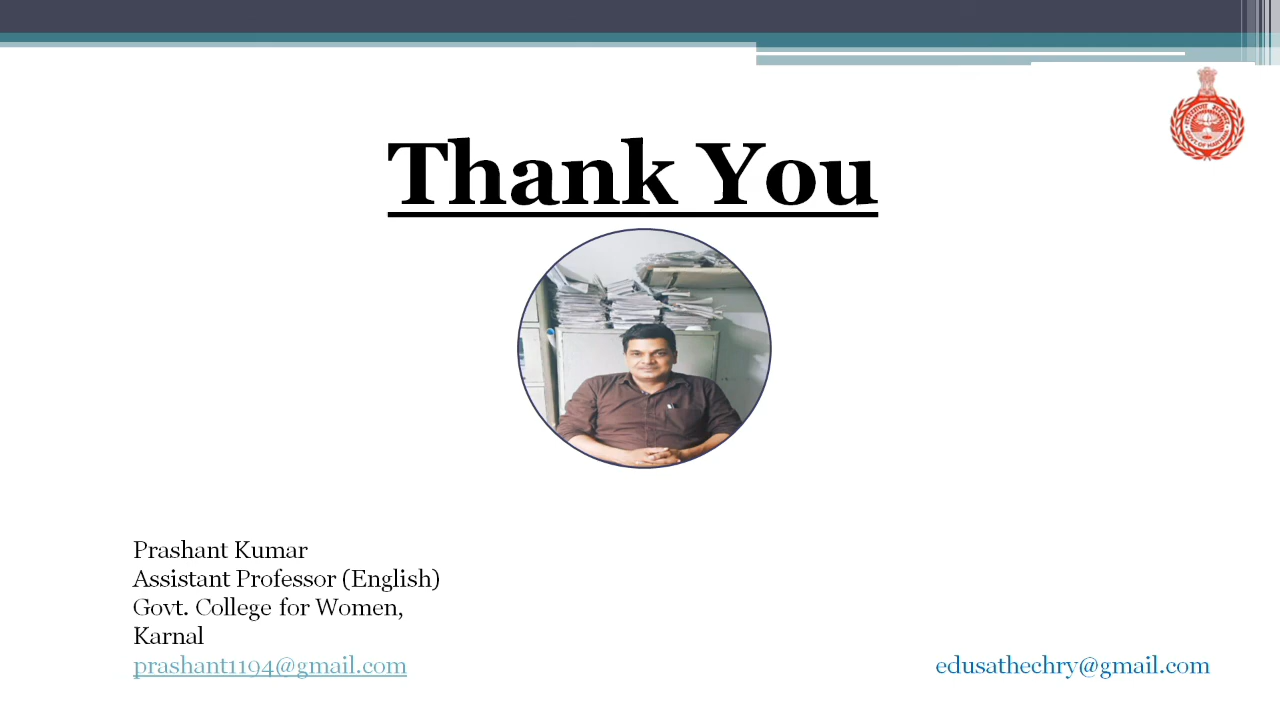 Thank You
Prashant Kumar
Assistant Professor (English)
Govt. College for Women,
Karnal
prashant1194@gmail.com
edusathechry@gmail.com